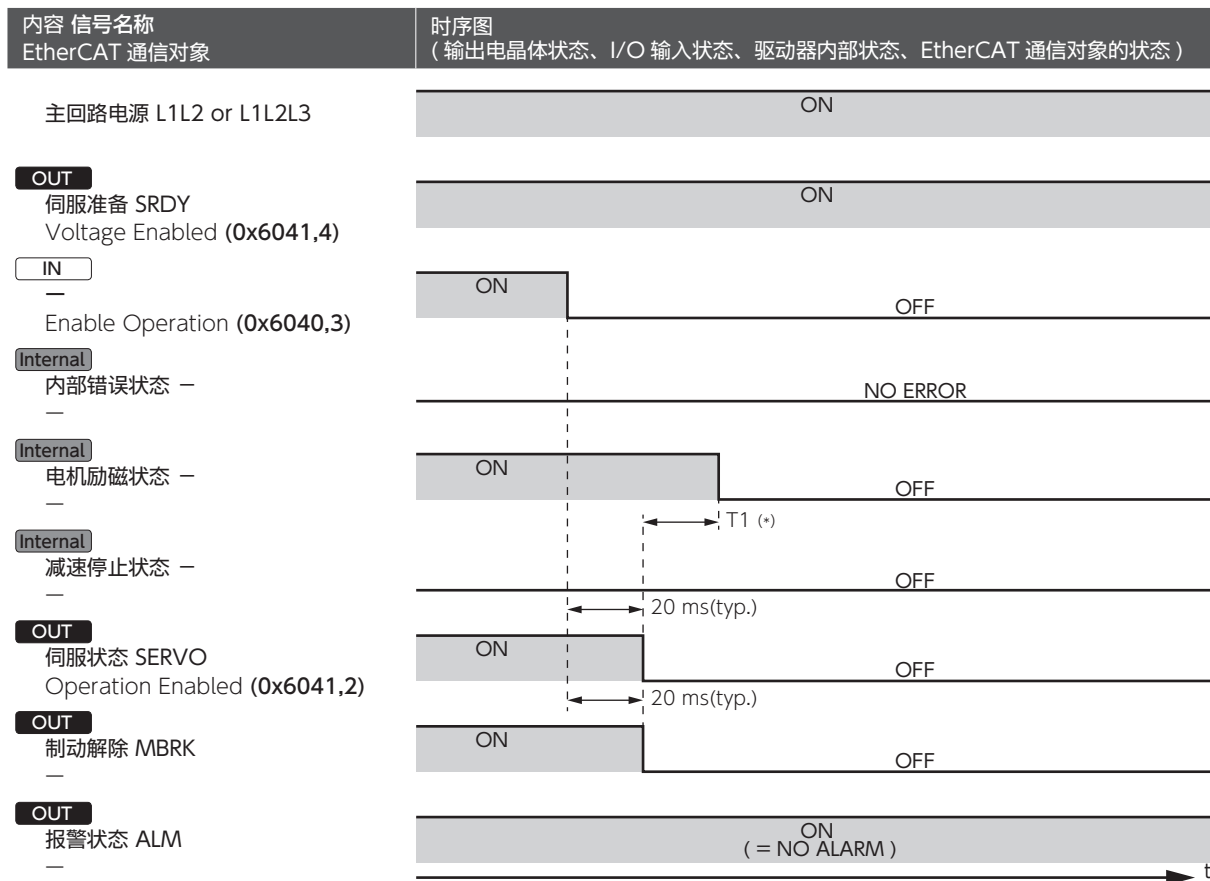 内容 信号名称
EtherCAT 通信对象
时序图
( 输出电晶体状态、I/O 输入状态、驱动器内部状态、EtherCAT 通信对象的状态 )
主回路电源 L1L2 or L1L2L3
ON
OUT
伺服准备 SRDY
Voltage Enabled (0x6041,4)
ON
IN
—
Enable Operation (0x6040,3)
ON
OFF
Internal
内部错误状态 —
—
NO ERROR
Internal
电机励磁状态 —
—
ON
OFF
T1 (*)
Internal
减速停止状态 —
—
OFF
20 ms(typ.)
OUT
伺服状态 SERVO
Operation Enabled (0x6041,2)
ON
OFF
20 ms(typ.)
OUT
制动解除 MBRK
—
ON
OFF
OUT
报警状态 ALM
—
ON
( = NO ALARM )
t